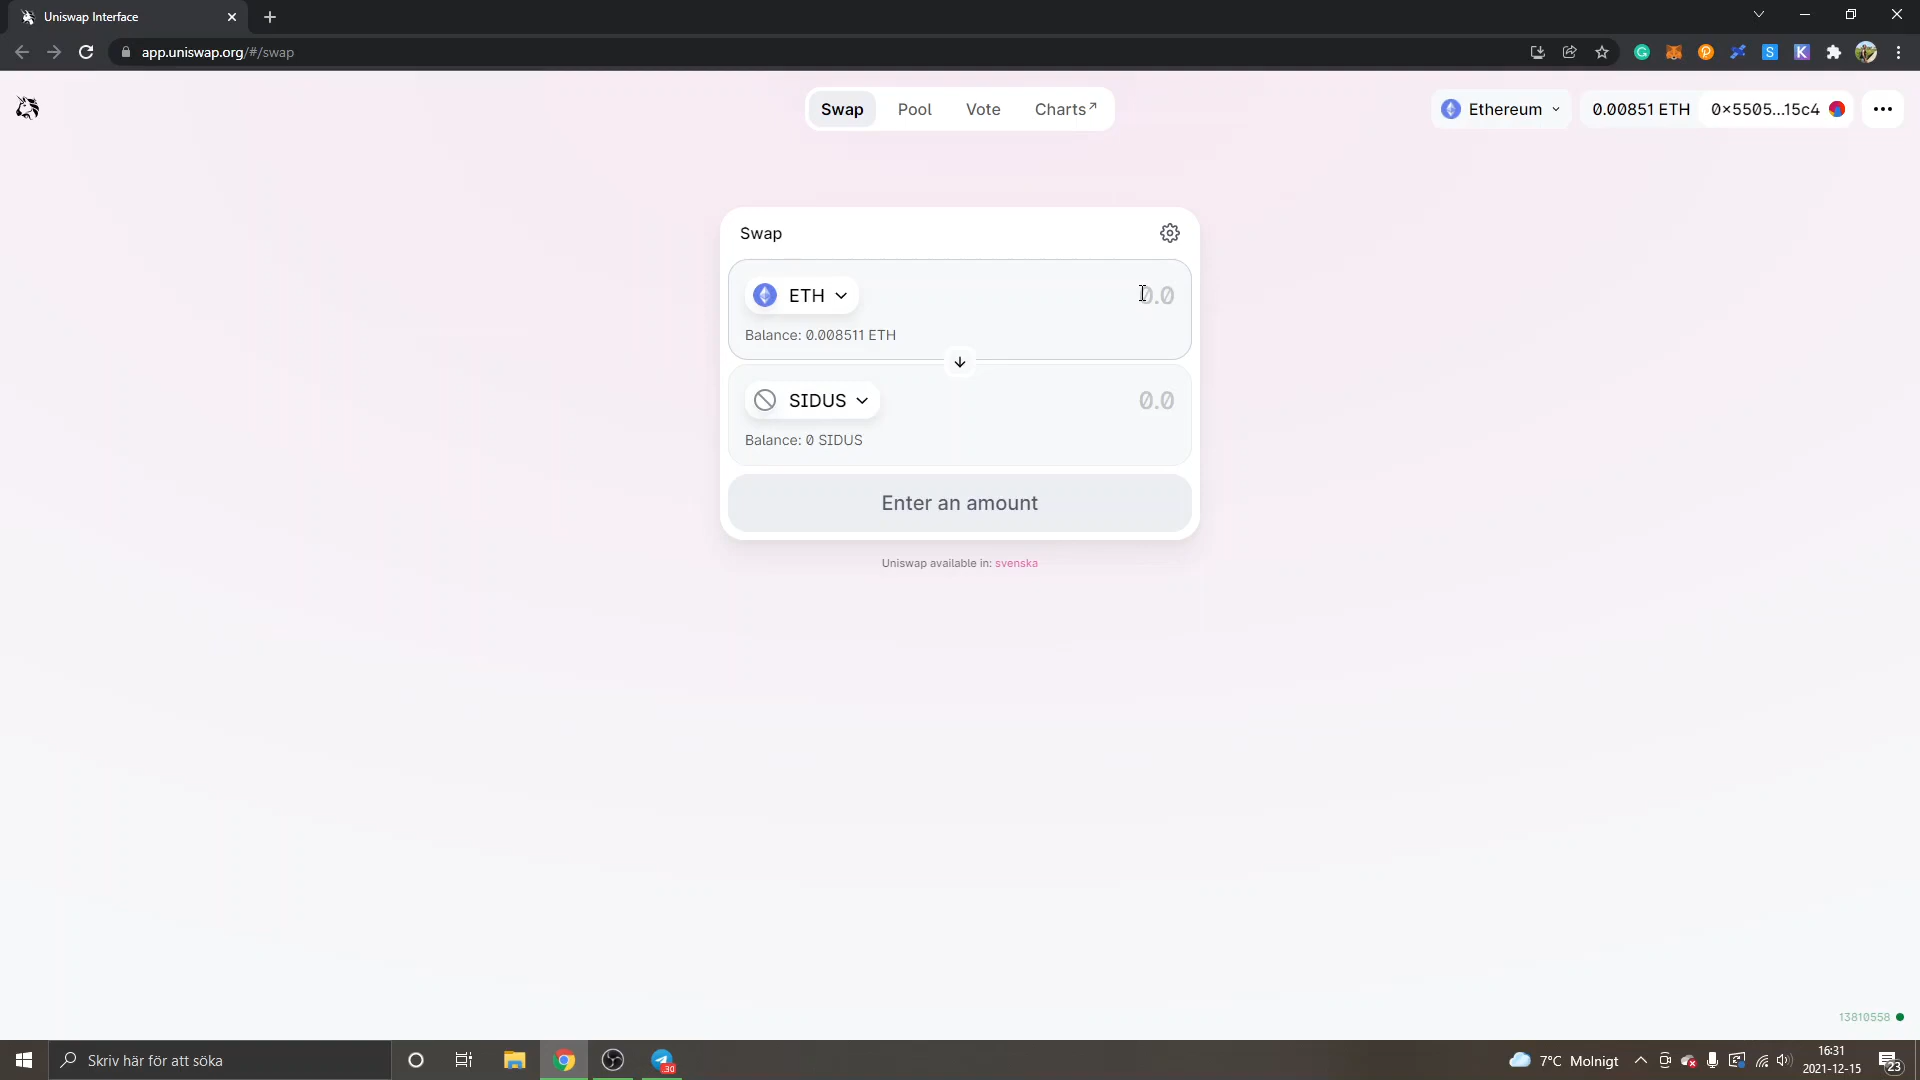 Uniswap Interface
app.uniswap.org/#/swap
Swap
Pool
Vote
Charts↗
Ethereum
0.00851 ETH
0x5505...15c4
Swap
ETH
0.0
Balance: 0.008511 ETH
SIDUS
0.0
Balance: 0 SIDUS
Enter an amount
Uniswap available in: svenska
13810558
Skriv här för att söka
30
7°C Molnigt
16:31
2021-12-15
23